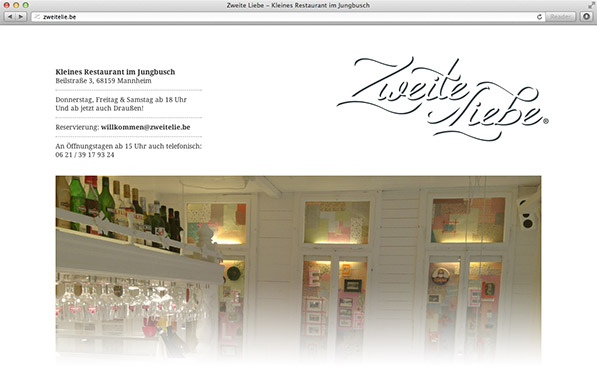 Zweite Liebe – Kleines Restaurant im Jungbusch
zweitelie.be
Reader
Kleines Restaurant im Jungbusch
Beilstraße 3, 68159 Mannheim
Donnerstag, Freitag & Samstag ab 18 Uhr
Und ab jetzt auch Draußen!
Reservierung: willkommen@zweitelie.be
An Öffnungstagen ab 15 Uhr auch telefonisch:
06 21 / 39 17 93 24
Zweite Liebe®